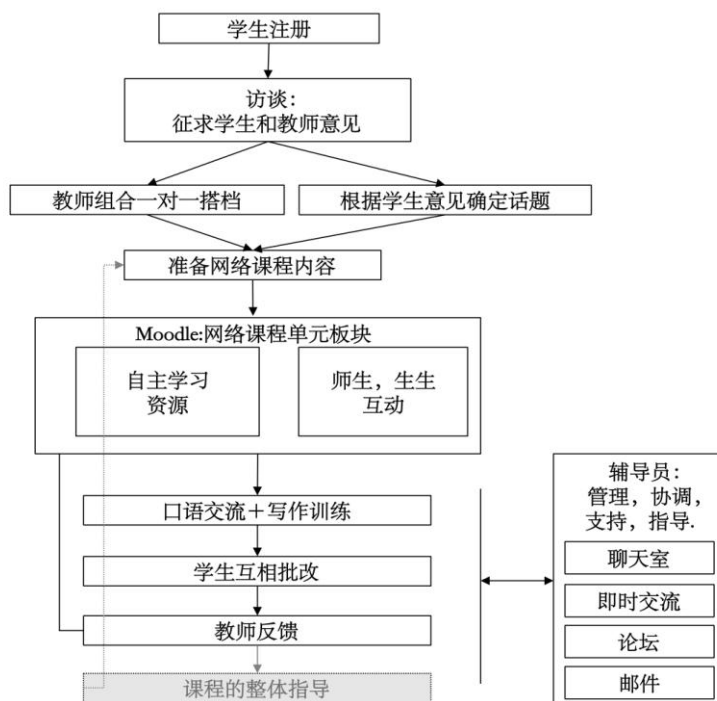 学生注册
访谈：
征求学生和教师意见
教师组合一对一搭档
根据学生意见确定话题
准备网络课程内容
Moodle:网络课程单元板块
自主学习
资源
师生，生生
互动
口语交流＋写作训练
学生互相批改
教师反馈
课程的整体指导
辅导员：
管理，协调，
支持，指导.
聊天室
即时交流
论坛
邮件